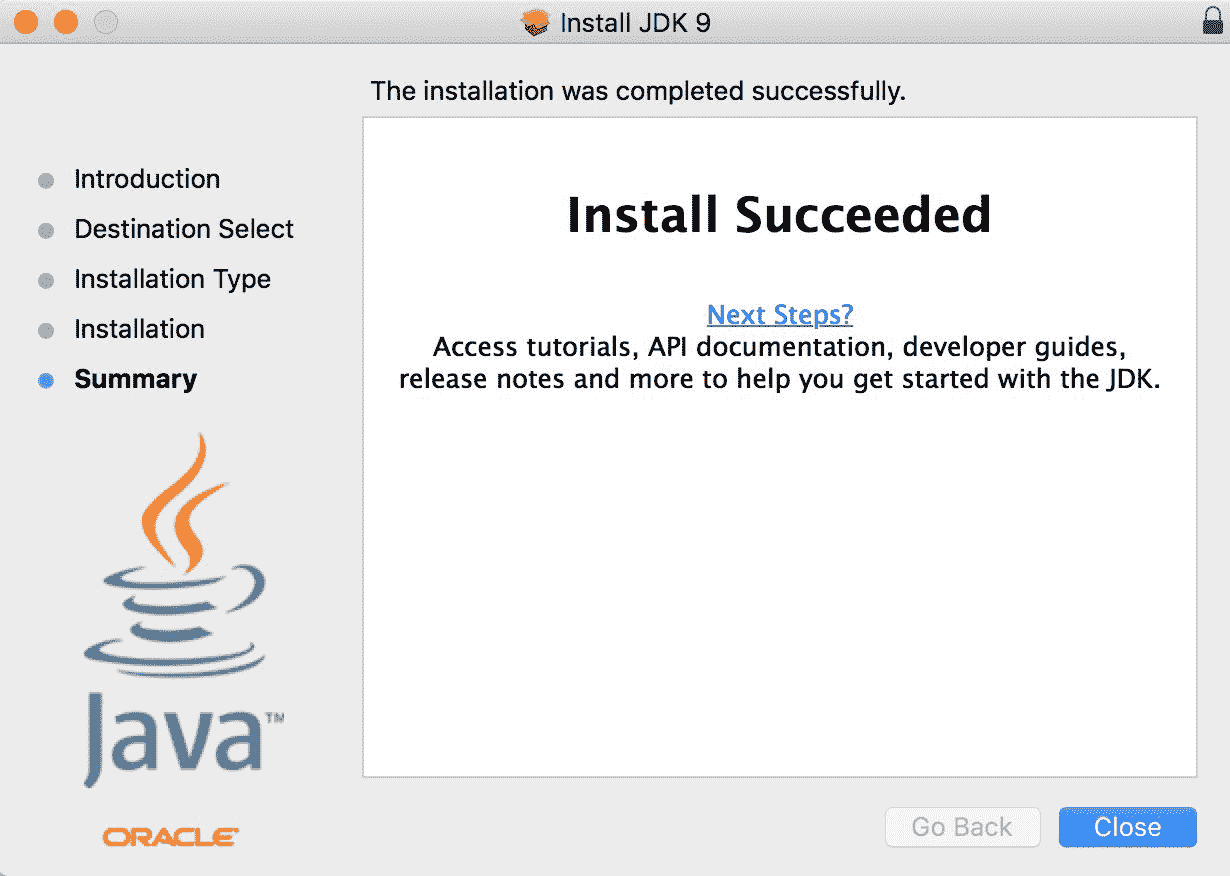 Install JDK 9
The installation was completed successfully.
Introduction
Destination Select
Installation Type
Installation
Summary
Install Succeeded
Next Steps?
Access tutorials, API documentation, developer guides,
release notes and more to help you get started with the JDK.
Java™
ORACLE
Go Back
Close